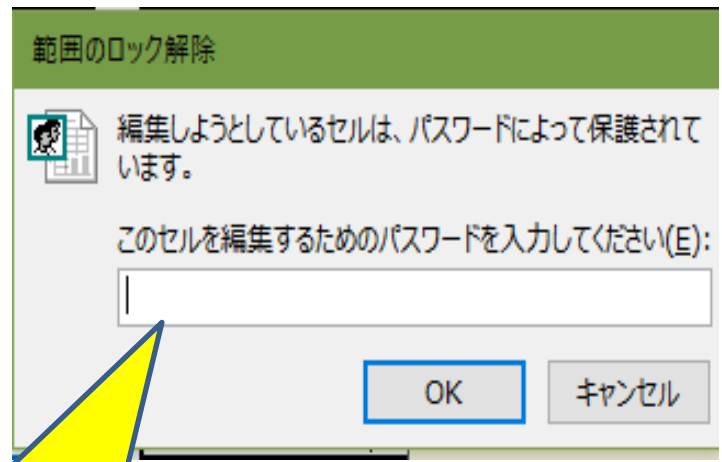 範囲のロック解除
編集しようとしているセルは、パスワードによって保護されて
います。
このセルを編集するためのパスワードを入力してください(E):
OK
キャンセル